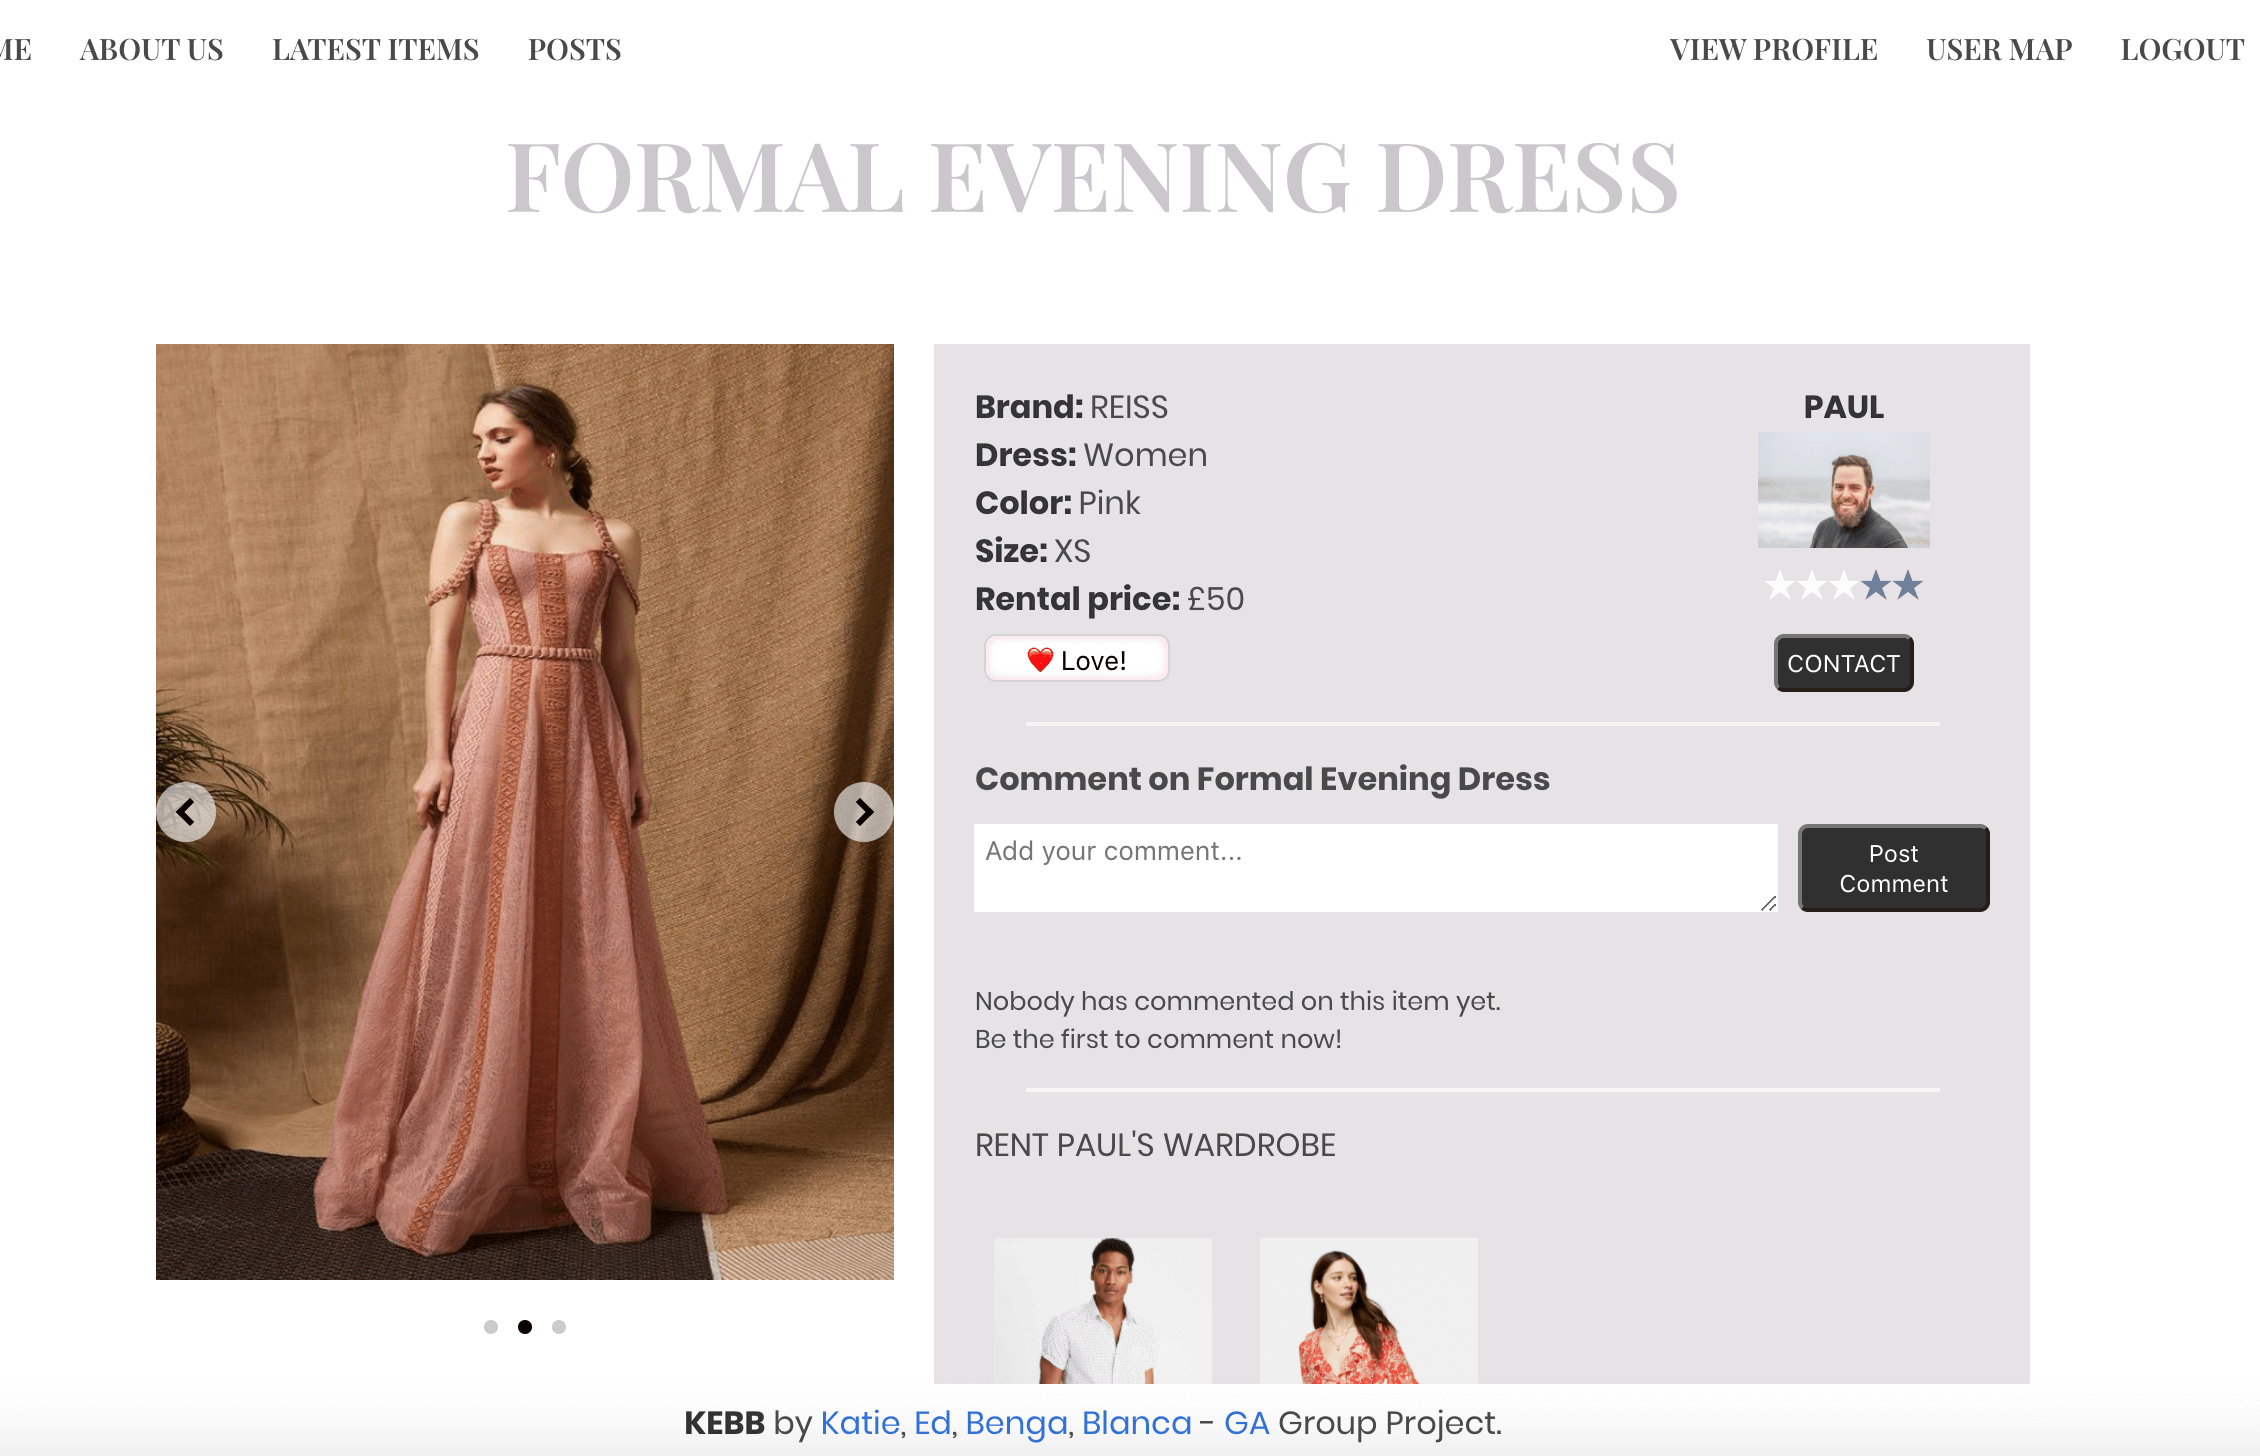 ME ABOUT US LATEST ITEMS POSTS VIEW PROFILE USER MAP LOGOUT
FORMAL EVENING DRESS
Brand: REISS
Dress: Women
Color: Pink
Size: XS
Rental price: £50
❤️ Love!
PAUL
★★★★★
CONTACT
Comment on Formal Evening Dress
Add your comment...
Post
Comment
Nobody has commented on this item yet.
Be the first to comment now!
RENT PAUL'S WARDROBE
KEBB by Katie, Ed, Benga, Blanca - GA Group Project.